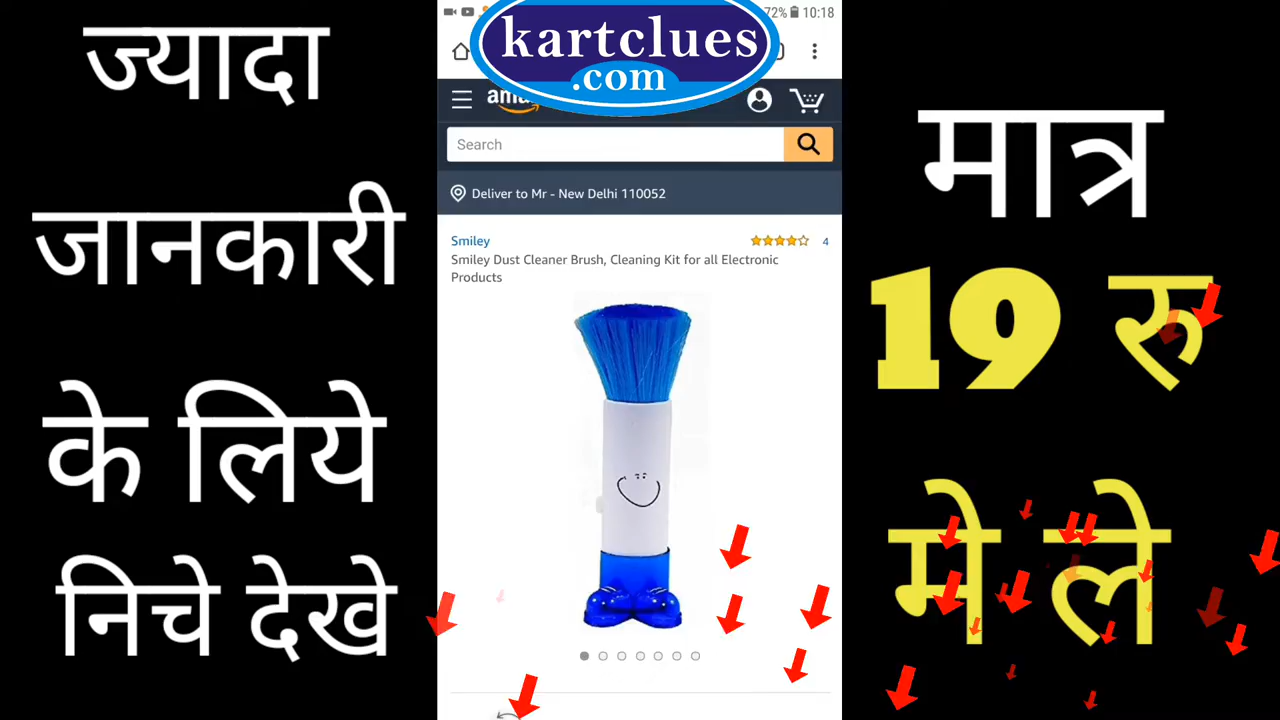 ज्यादा
जानकारी
के लिये
निचे देखे
72% 10:18
kartclues
.com
Search
Deliver to Mr - New Delhi 110052
Smiley
4
Smiley Dust Cleaner Brush, Cleaning Kit for all Electronic
Products
मात्र
19 रु
मे ले